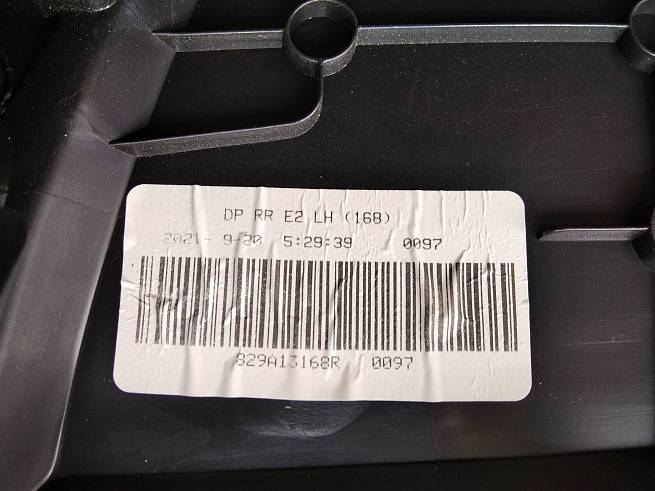 DP RR E2 LH (168)
2021- 9-20 5:29:39 0097
829A13168R 0097